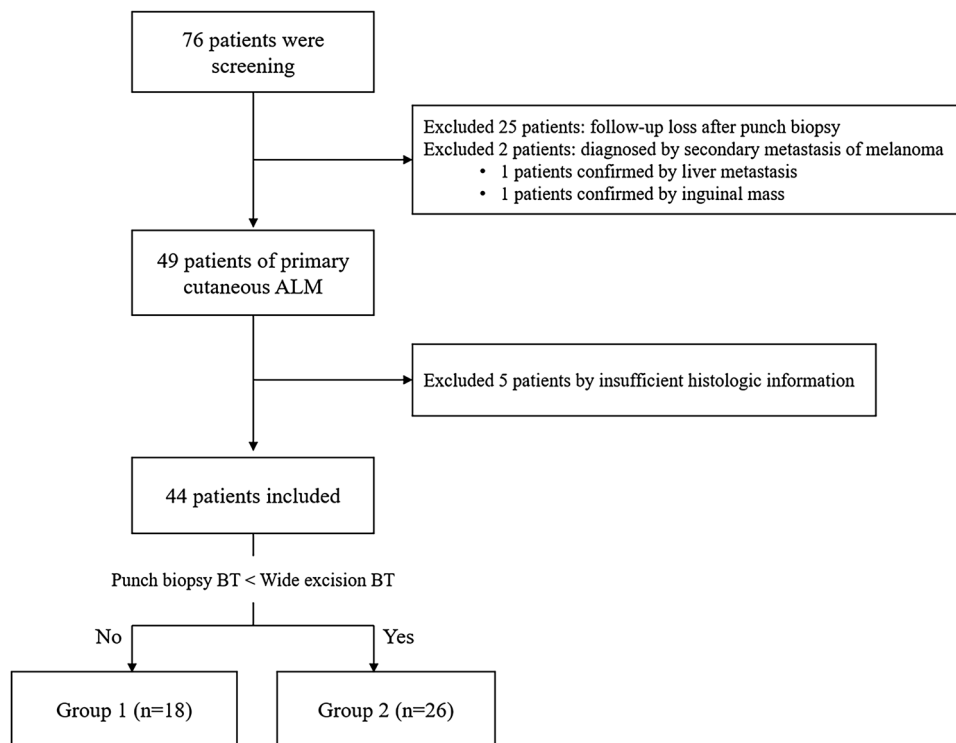 76 patients were
screening
Excluded 25 patients: follow-up loss after punch biopsy
Excluded 2 patients: diagnosed by secondary metastasis of melanoma
• 1 patients confirmed by liver metastasis
• 1 patients confirmed by inguinal mass
49 patients of primary
cutaneous ALM
Excluded 5 patients by insufficient histologic information
44 patients included
Punch biopsy BT < Wide excision BT
No
Yes
Group 1 (n=18)
Group 2 (n=26)